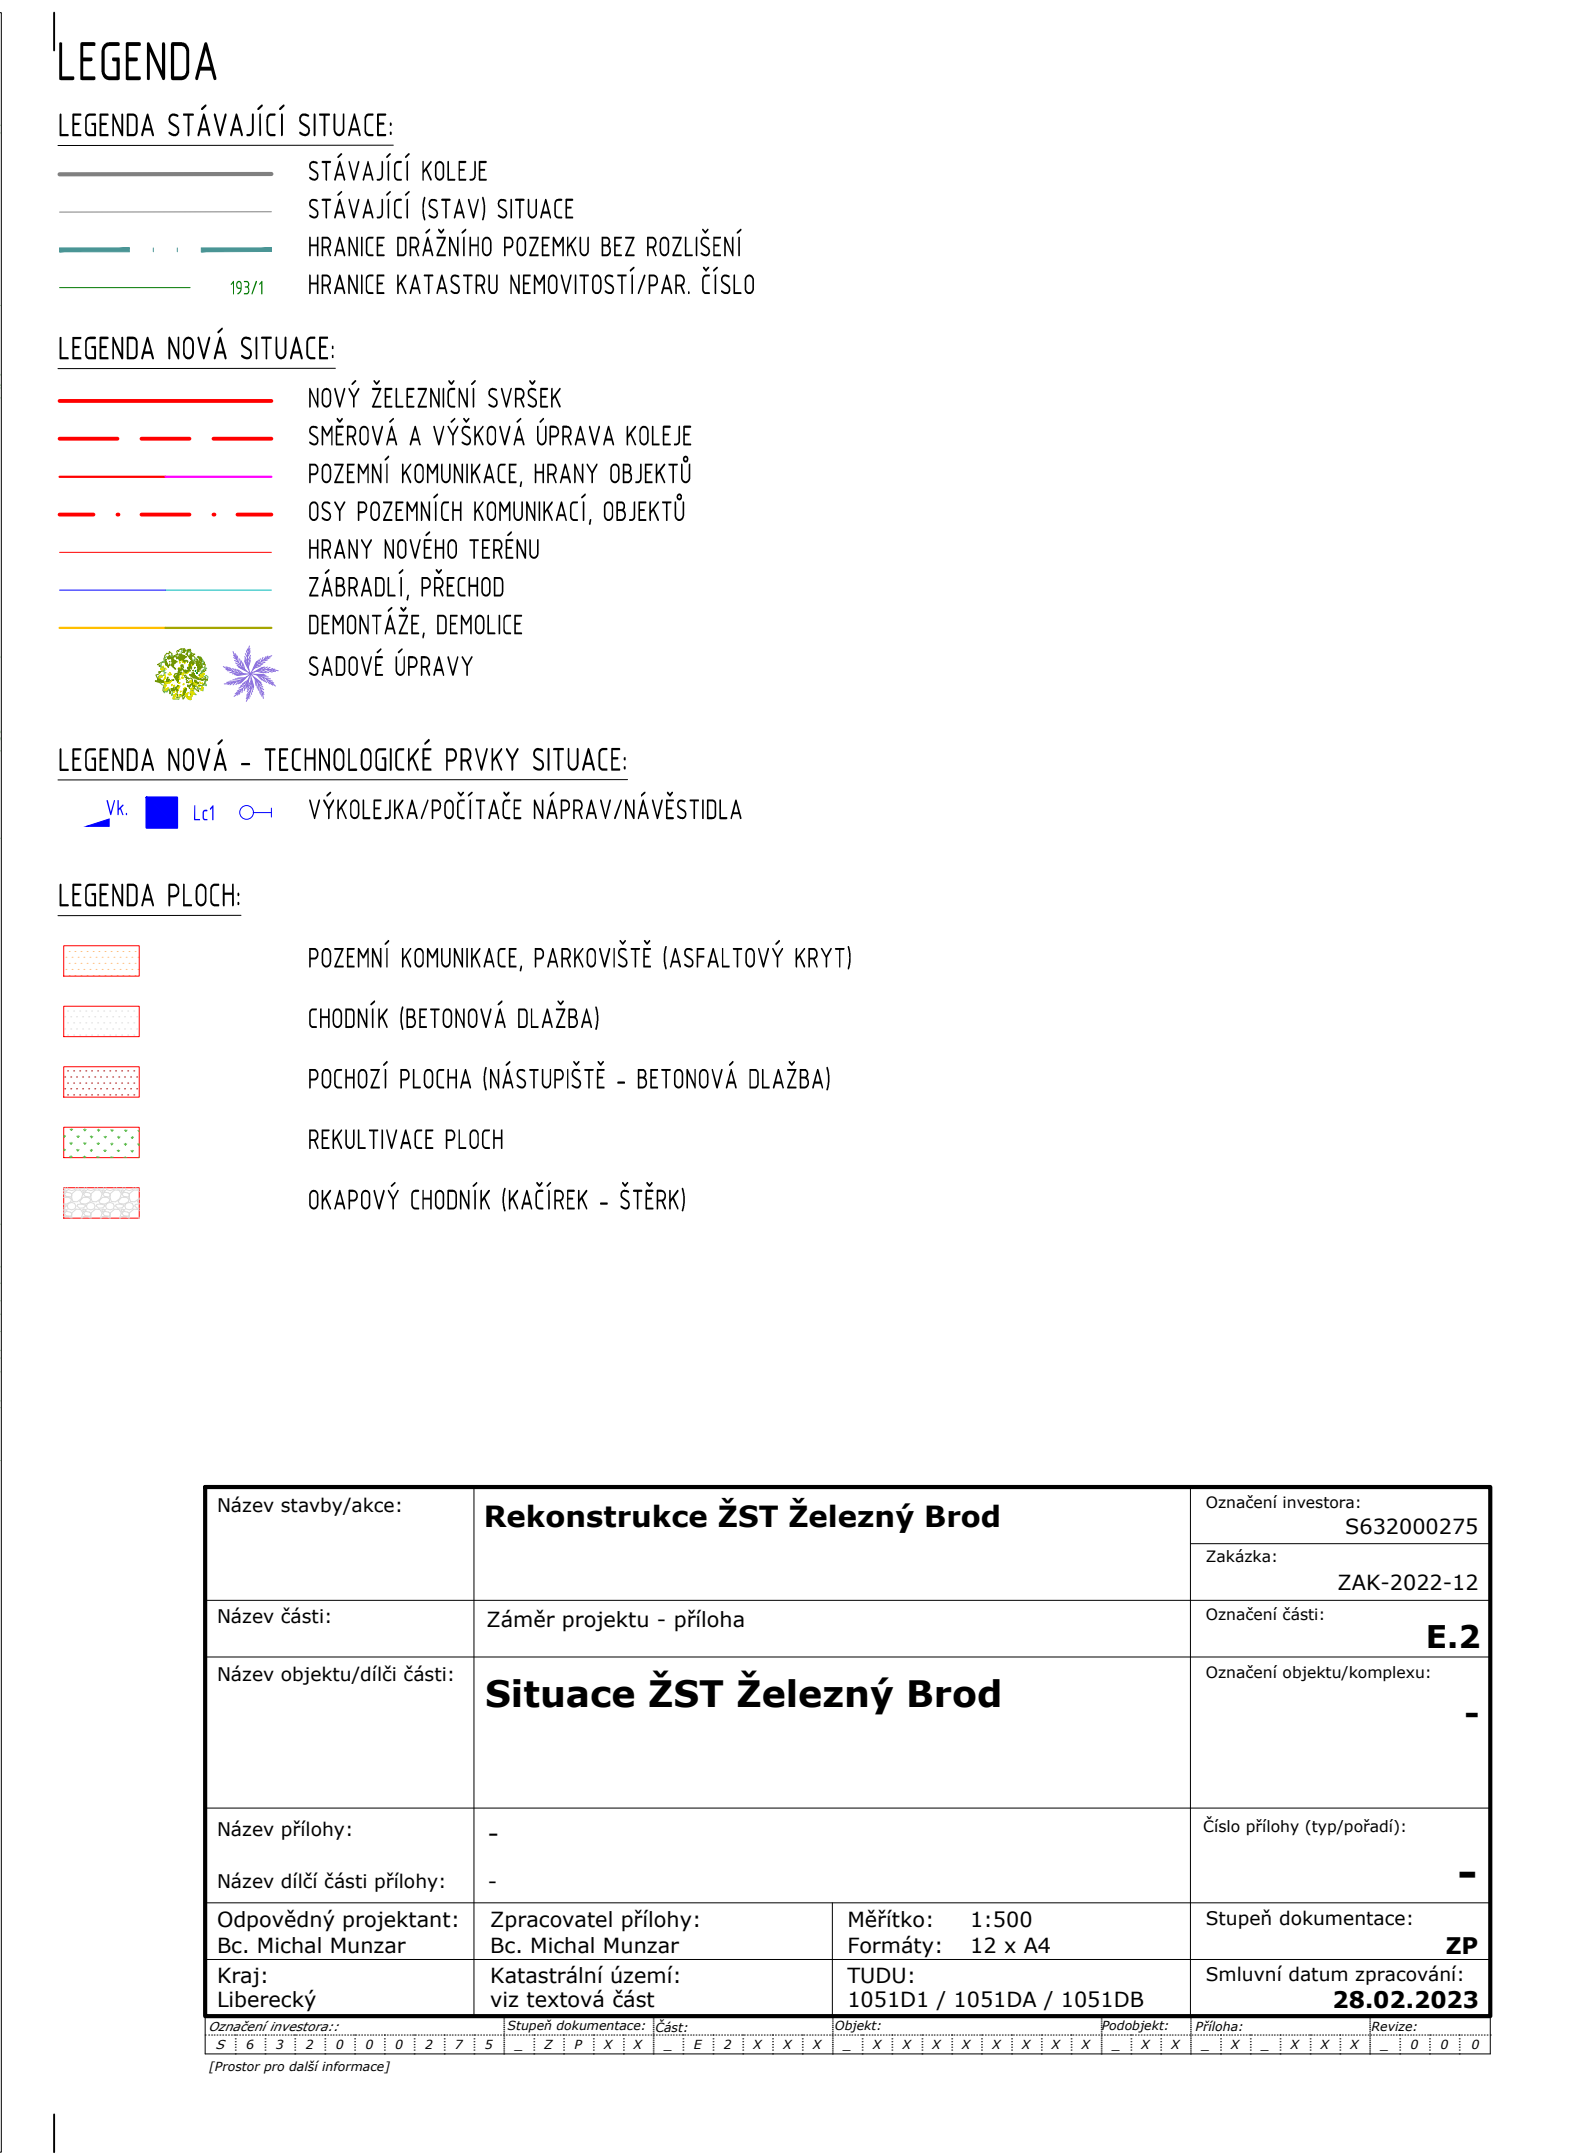 LEGENDA
LEGENDA STÁVAJÍCÍ SITUACE:
STÁVAJÍCÍ KOLEJE
STÁVAJÍCÍ (STAV) SITUACE
HRANICE DRÁŽNÍHO POZEMKU BEZ ROZLIŠENÍ
193/1 HRANICE KATASTRU NEMOVITOSTÍ/PAR. ČÍSLO
LEGENDA NOVÁ SITUACE:
NOVÝ ŽELEZNIČNÍ SVRŠEK
SMĚROVÁ A VÝŠKOVÁ ÚPRAVA KOLEJE
POZEMNÍ KOMUNIKACE, HRANY OBJEKTŮ
OSY POZEMNÍCH KOMUNIKACÍ, OBJEKTŮ
HRANY NOVÉHO TERÉNU
ZÁBRADLÍ, PŘECHOD
DEMONTÁŽE, DEMOLICE
SADOVÉ ÚPRAVY
LEGENDA NOVÁ - TECHNOLOGICKÉ PRVKY SITUACE:
Vk. Lc1 VÝKOLEJKA/POČÍTAČE NÁPRAV/NÁVĚSTIDLA
LEGENDA PLOCH:
POZEMNÍ KOMUNIKACE, PARKOVIŠTĚ (ASFALTOVÝ KRYT)
CHODNÍK (BETONOVÁ DLAŽBA)
POCHOZÍ PLOCHA (NÁSTUPIŠTĚ - BETONOVÁ DLAŽBA)
REKULTIVACE PLOCH
OKAPOVÝ CHODNÍK (KAČÍREK - ŠTĚRK)
Název stavby/akce: Rekonstrukce ŽST Železný Brod
Označení investora:
S632000275
Zakázka:
ZAK-2022-12
Název části: Záměr projektu - příloha
Označení části:
E.2
Název objektu/dílči části: Situace ŽST Železný Brod
Označení objektu/komplexu:
-
Název přílohy: -
Číslo přílohy (typ/pořadí):
-
Název dílčí části přílohy: -
Odpovědný projektant:
Bc. Michal Munzar
Zpracovatel přílohy:
Bc. Michal Munzar
Měřítko: 1:500
Formáty: 12 x A4
Stupeň dokumentace:
ZP
Kraj:
Liberecký
Katastrální území:
viz textová část
TUDU:
1051D1 / 1051DA / 1051DB
Smluvní datum zpracování:
28.02.2023
Označení investora:: Stupeň dokumentace: Část: Objekt: Podobjekt: Příloha: Revize:
S 6 3 2 0 0 0 2 7 5 _ Z P X X _ E 2 X X X _ X X X X X X X X _ X X _ X _ X X X _ 0 0 0
[Prostor pro další informace]